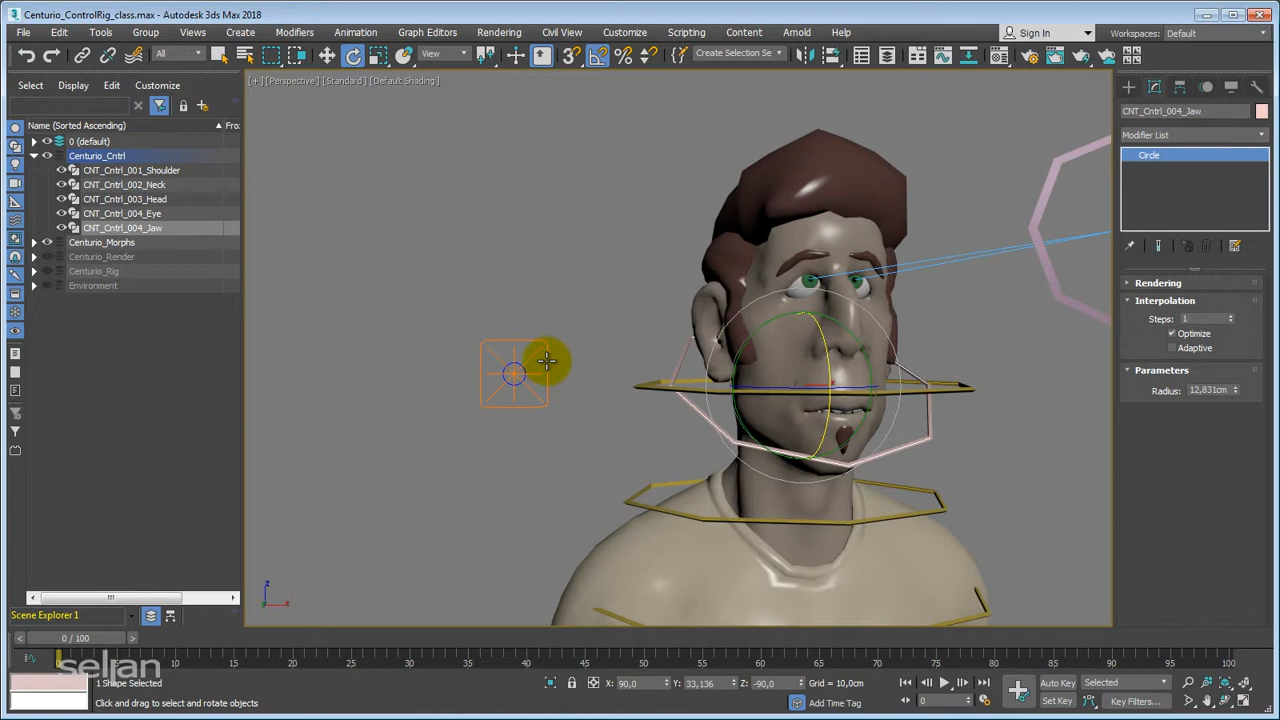 Centurio_ControlRig_class.max - Autodesk 3ds Max 2018
File Edit Tools Group Views Create Modifiers Animation Graph Editors Rendering Civil View Customize Scripting Content Arnold Help Sign In Workspaces: Default
All View Create Selection Se
Select Display Edit Customize
[+] [Perspective] [Standard] [Default Shading]
Name (Sorted Ascending) Fro
0 (default)
Centurio_Cntrl
CNT_Cntrl_001_Shoulder
CNT_Cntrl_002_Neck
CNT_Cntrl_003_Head
CNT_Cntrl_004_Eye
CNT_Cntrl_004_Jaw
Centurio_Morphs
Centurio_Render
Centurio_Rig
Environment
CNT_Cntrl_004_Jaw
Modifier List
Circle
Rendering
Interpolation
Steps: 1
Optimize
Adaptive
Parameters
Radius: 12,831cm
z
x
Scene Explorer 1
0 / 100
0 5 10 15 20 25 30 35 40 45 50 55 60 65 70 75 80 85 90 95 100
selian
1 Shape Selected
Click and drag to select and rotate objects
X: 90,0 Y: 33,136 Z: -90,0 Grid = 10,0cm
Add Time Tag
0
Auto Key Selected
Set Key Key Filters...